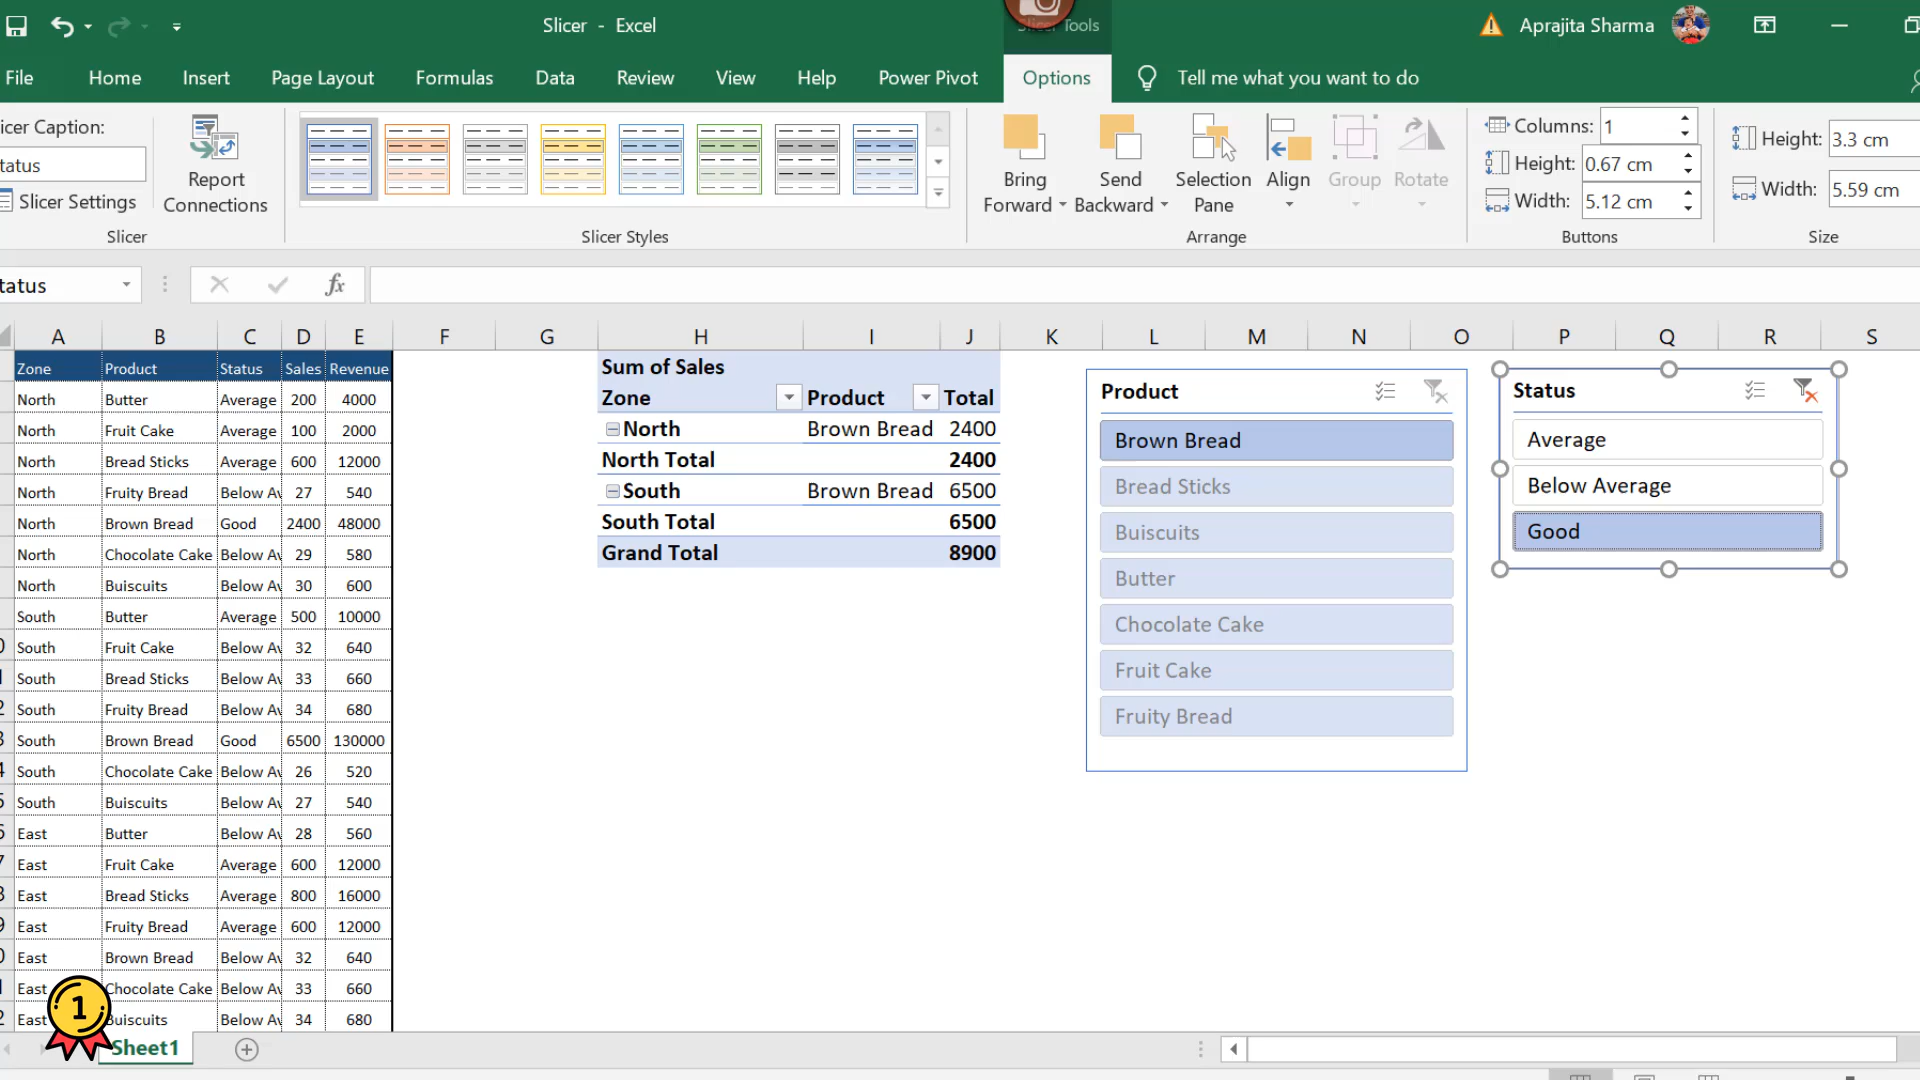 Slicer - Excel
Slicer Tools
Aprajita Sharma
File Home Insert Page Layout Formulas Data Review View Help Power Pivot Options Tell me what you want to do
icer Caption:
tatus
Slicer Settings
Report Connections
Slicer
Slicer Styles
Bring Forward
Send Backward
Selection Pane
Align
Group
Rotate
Arrange
Columns: 1
Height: 0.67 cm
Width: 5.12 cm
Buttons
Height: 3.3 cm
Width: 5.59 cm
Size
tatus
fx
A B C D E F G H I J K L M N O P Q R S
Zone Product Status Sales Revenue
North Butter Average 200 4000
North Fruit Cake Average 100 2000
North Bread Sticks Average 600 12000
North Fruity Bread Below Av 27 540
North Brown Bread Good 2400 48000
North Chocolate Cake Below Av 29 580
North Buiscuits Below Av 30 600
South Butter Average 500 10000
South Fruit Cake Below Av 32 640
South Bread Sticks Below Av 33 660
South Fruity Bread Below Av 34 680
South Brown Bread Good 6500 130000
South Chocolate Cake Below Av 26 520
South Buiscuits Below Av 27 540
East Butter Below Av 28 560
East Fruit Cake Average 600 12000
East Bread Sticks Average 800 16000
East Fruity Bread Average 600 12000
East Brown Bread Below Av 32 640
East Chocolate Cake Below Av 33 660
East Buiscuits Below Av 34 680
Sum of Sales
Zone Product Total
North Brown Bread 2400
North Total 2400
South Brown Bread 6500
South Total 6500
Grand Total 8900
Product
Brown Bread
Bread Sticks
Buiscuits
Butter
Chocolate Cake
Fruit Cake
Fruity Bread
Status
Average
Below Average
Good
1
Sheet1